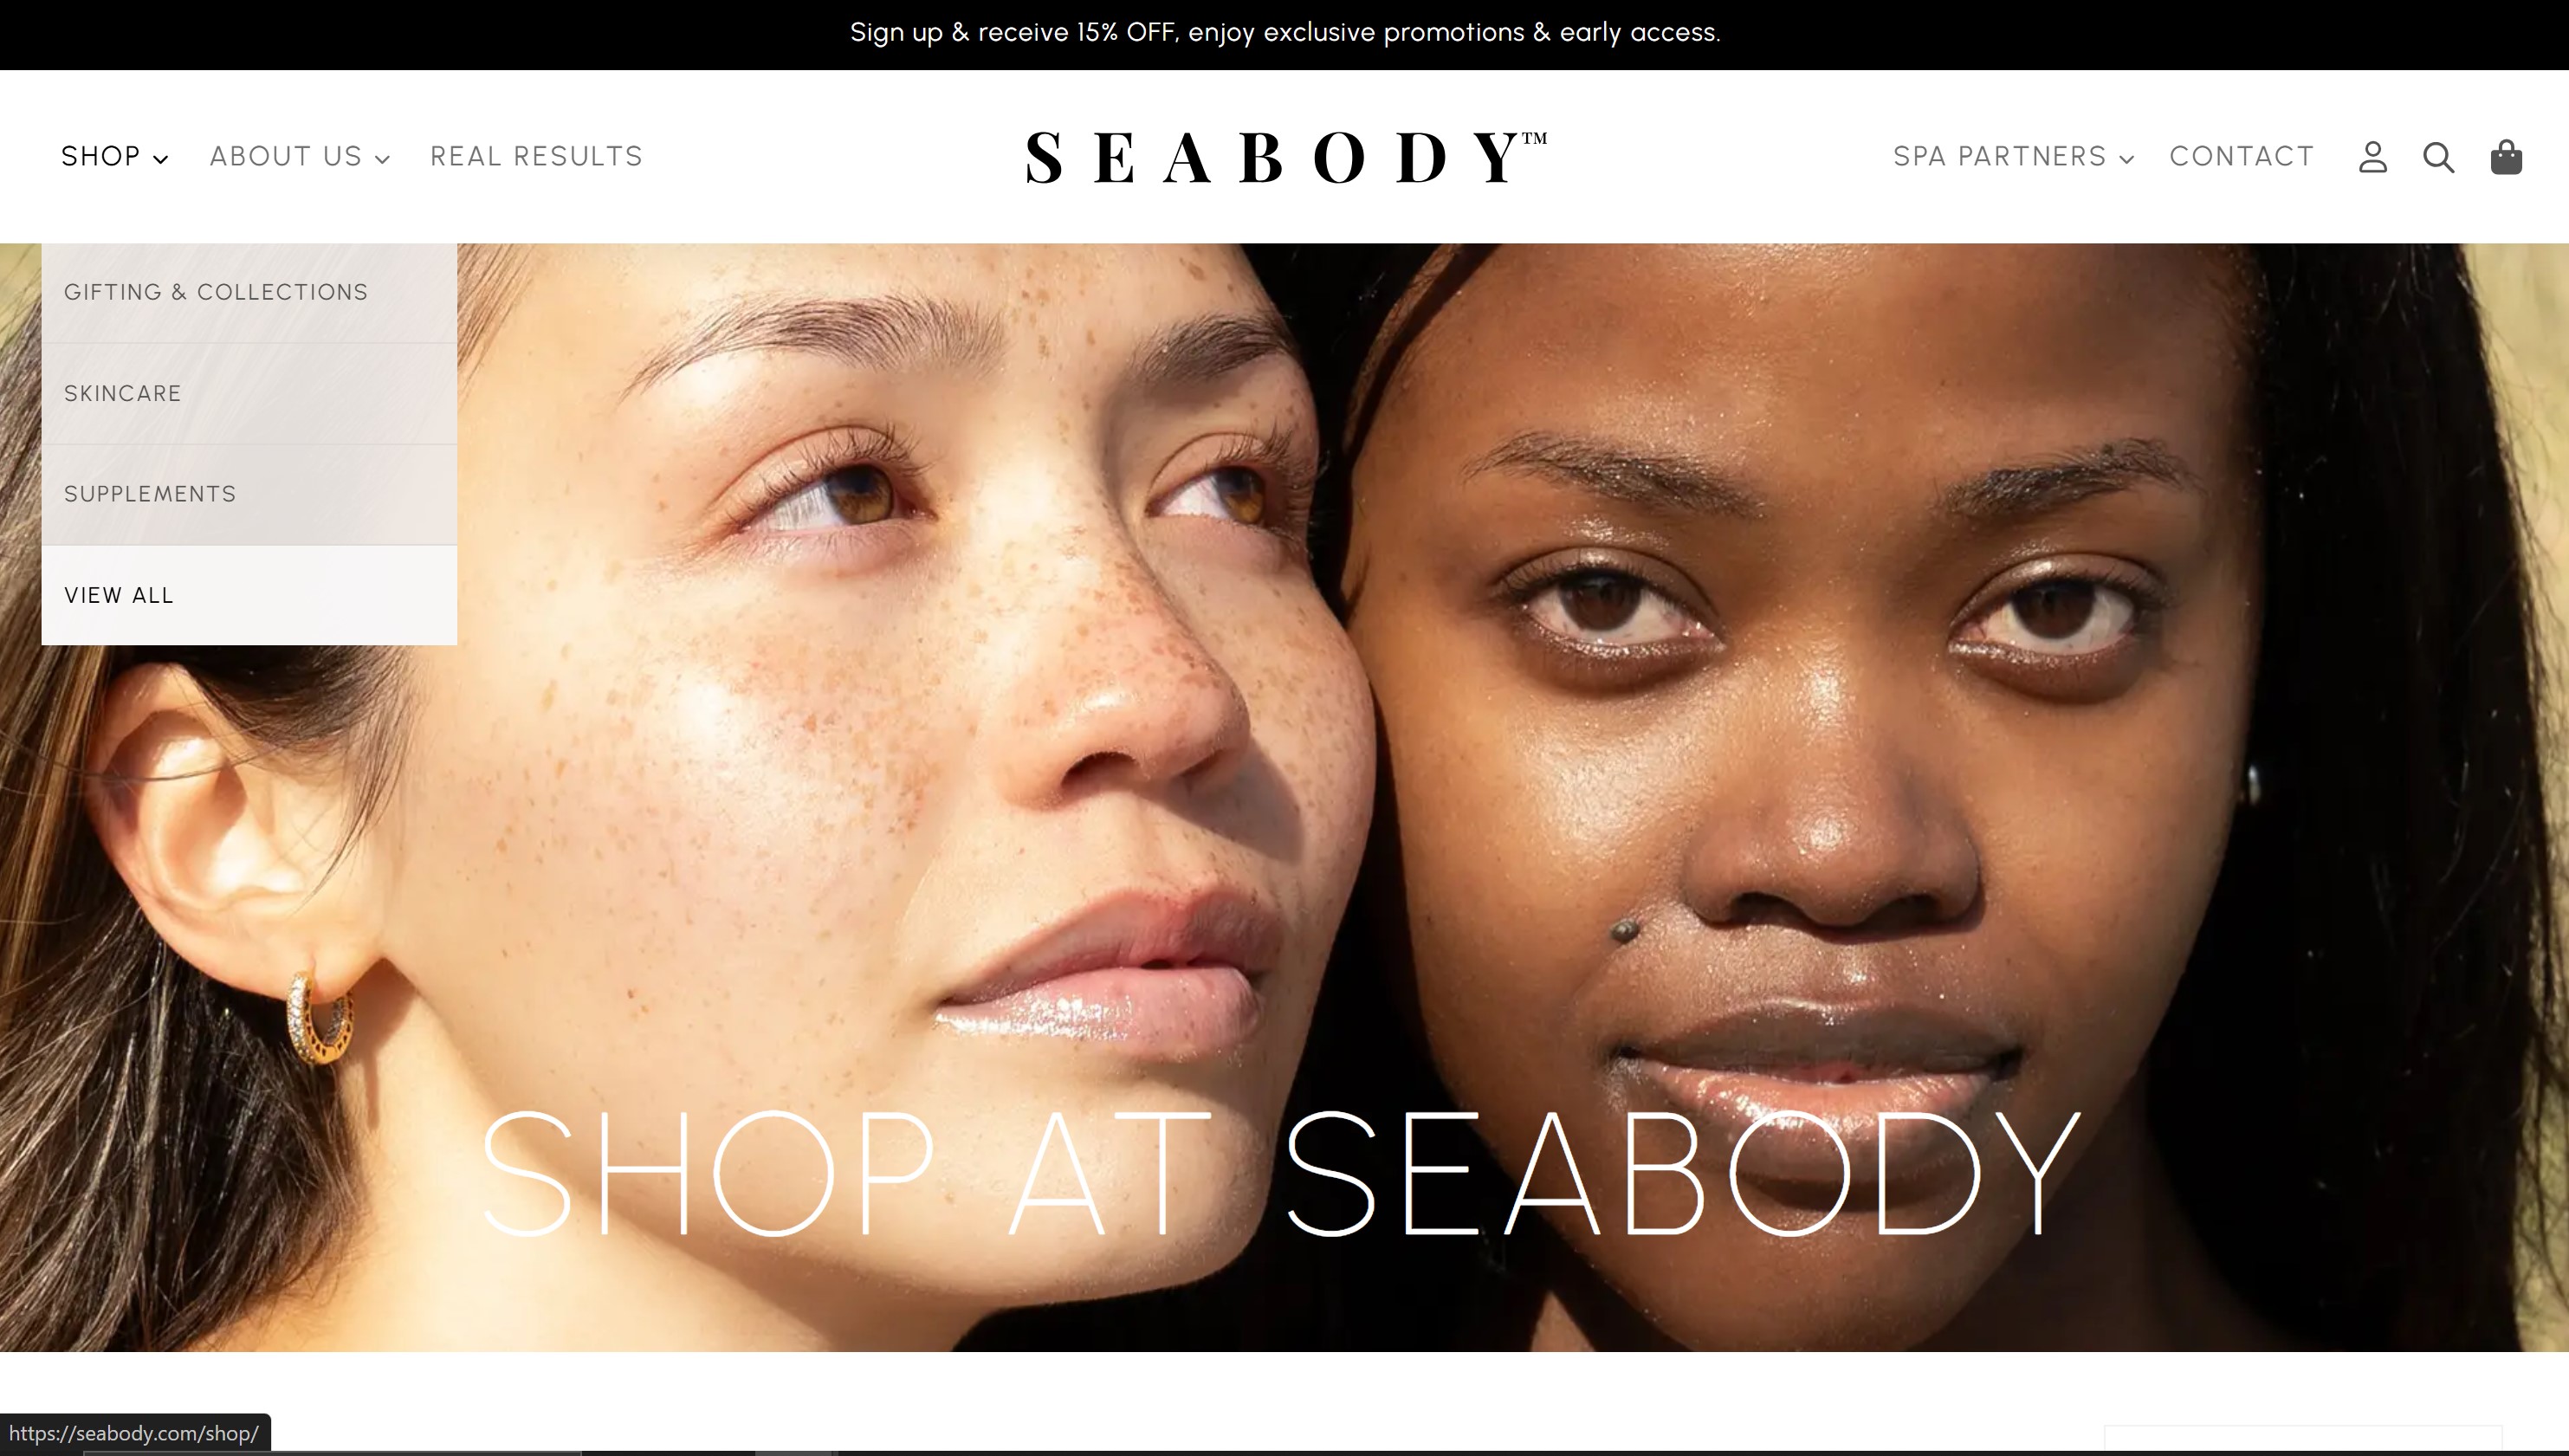 Sign up & receive 15% OFF, enjoy exclusive promotions & early access.
SHOP ABOUT US REAL RESULTS
SEABODY™
SPA PARTNERS CONTACT
GIFTING & COLLECTIONS
SKINCARE
SUPPLEMENTS
VIEW ALL
SHOP AT SEABODY
https://seabody.com/shop/